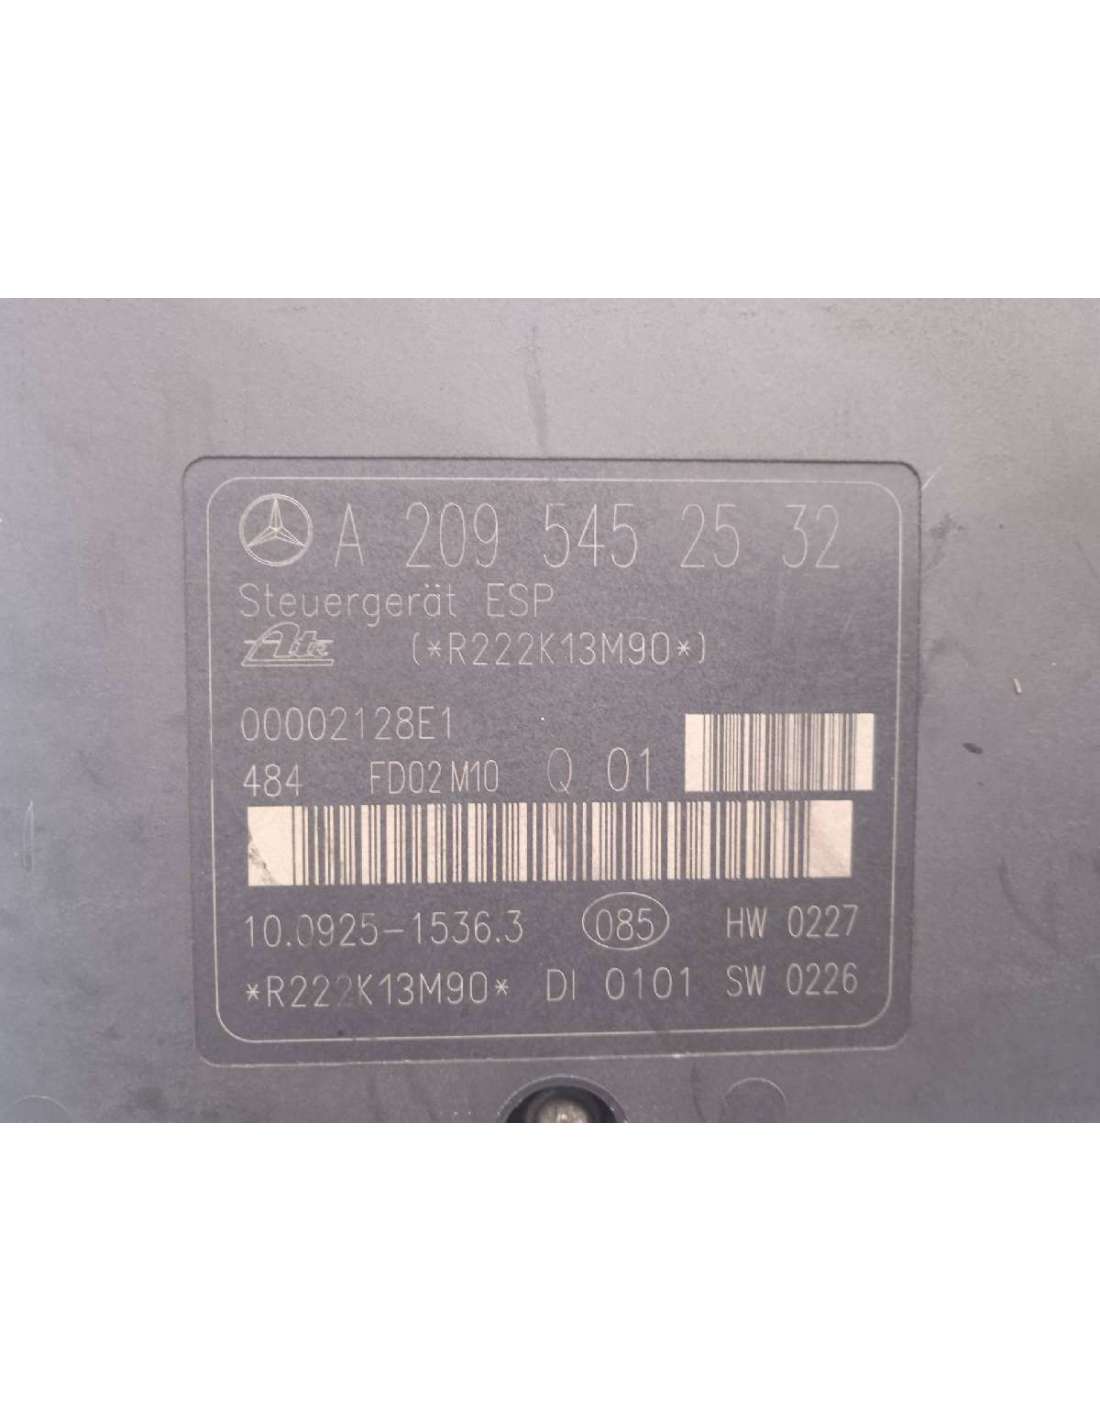 A 209 545 25 32
Steuergerät ESP
Ate (*R222K13M90*)
00002128E1
484 FD02M10 Q 01
10.0925-1536.3 085 HW 0227
*R222K13M90* DI 0101 SW 0226